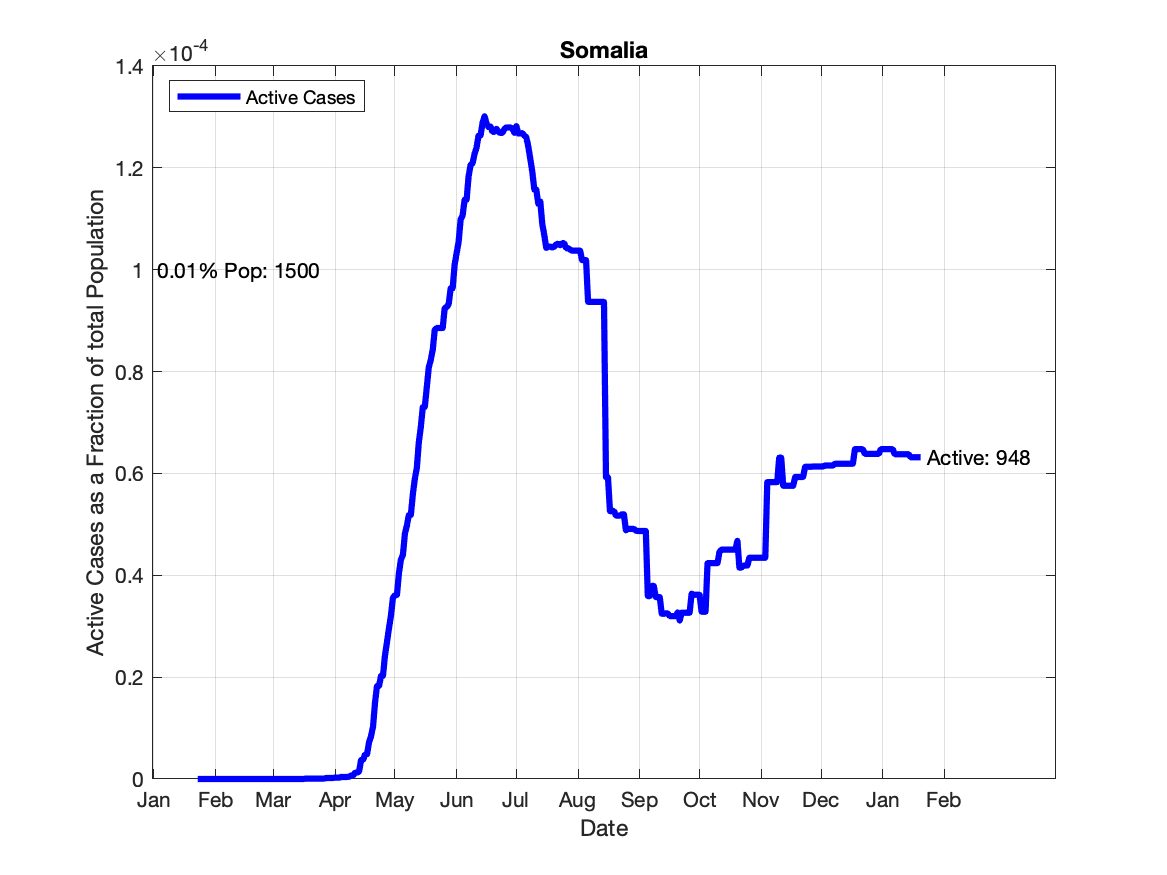 Somalia
×10-4
1.4
Active Cases
1.2
1
0.01% Pop: 1500
0.8
0.6
Active: 948
0.4
0.2
0
Jan Feb Mar Apr May Jun Jul Aug Sep Oct Nov Dec Jan Feb
Date
Active Cases as a Fraction of total Population